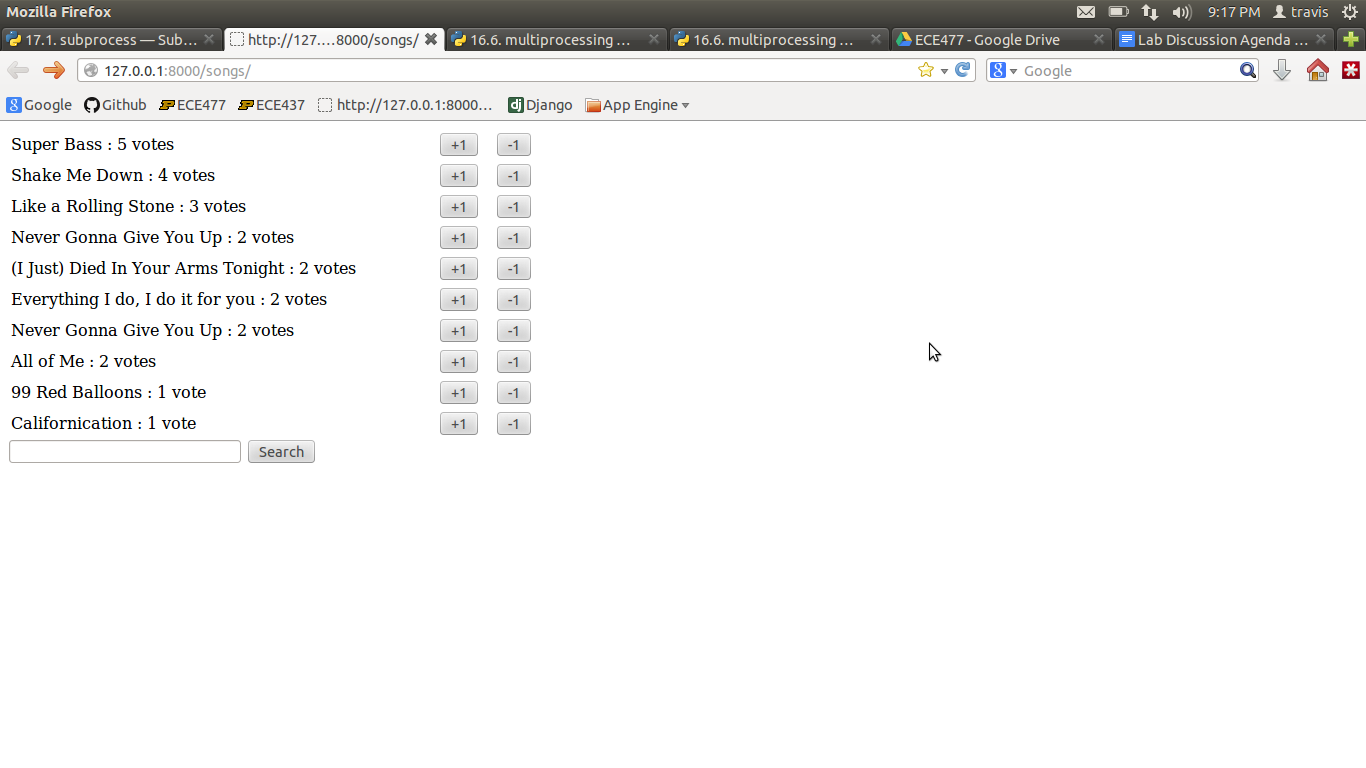 Mozilla Firefox 9:17 PM travis
17.1. subprocess — Sub... http://127....8000/songs/ 16.6. multiprocessing ... 16.6. multiprocessing ... ECE477 - Google Drive Lab Discussion Agenda ...
127.0.0.1:8000/songs/ Google
Google Github ECE477 ECE437 http://127.0.0.1:8000... Django App Engine
Super Bass : 5 votes +1 -1
Shake Me Down : 4 votes +1 -1
Like a Rolling Stone : 3 votes +1 -1
Never Gonna Give You Up : 2 votes +1 -1
(I Just) Died In Your Arms Tonight : 2 votes +1 -1
Everything I do, I do it for you : 2 votes +1 -1
Never Gonna Give You Up : 2 votes +1 -1
All of Me : 2 votes +1 -1
99 Red Balloons : 1 vote +1 -1
Californication : 1 vote +1 -1
Search